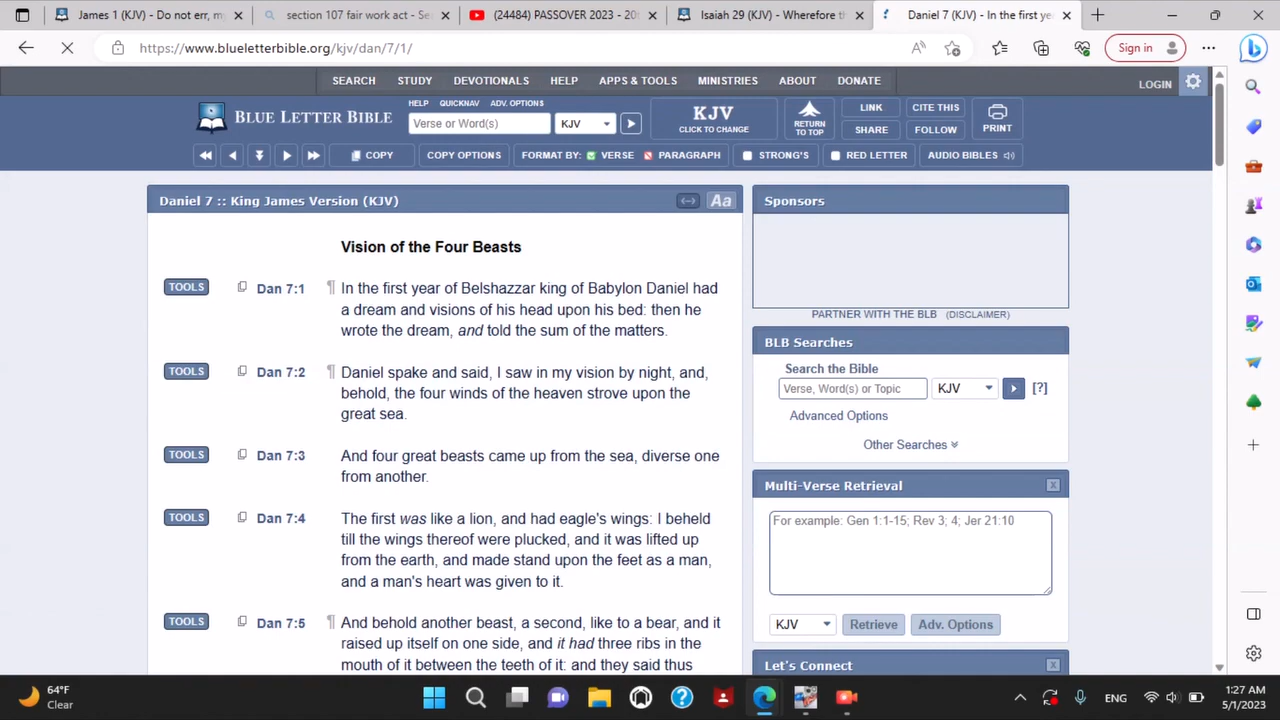 James 1 (KJV) - Do not err, my
section 107 fair work act - Se
(24484) PASSOVER 2023 - 20
Isaiah 29 (KJV) - Wherefore th
Daniel 7 (KJV) - In the first ye
https://www.blueletterbible.org/kjv/dan/7/1/
Sign in
SEARCH STUDY DEVOTIONALS HELP APPS & TOOLS MINISTRIES ABOUT DONATE
LOGIN
BLUE LETTER BIBLE
HELP QUICKNAV ADV. OPTIONS
Verse or Word(s)
KJV
KJV
CLICK TO CHANGE
RETURN
TO TOP
LINK
CITE THIS
SHARE
FOLLOW
PRINT
COPY
COPY OPTIONS
FORMAT BY: VERSE PARAGRAPH
STRONG'S
RED LETTER
AUDIO BIBLES
Daniel 7 :: King James Version (KJV)
Aa
Vision of the Four Beasts
TOOLS Dan 7:1 ¶ In the first year of Belshazzar king of Babylon Daniel had
a dream and visions of his head upon his bed: then he
wrote the dream, and told the sum of the matters.
TOOLS Dan 7:2 ¶ Daniel spake and said, I saw in my vision by night, and,
behold, the four winds of the heaven strove upon the
great sea.
TOOLS Dan 7:3 And four great beasts came up from the sea, diverse one
from another.
TOOLS Dan 7:4 The first was like a lion, and had eagle's wings: I beheld
till the wings thereof were plucked, and it was lifted up
from the earth, and made stand upon the feet as a man,
and a man's heart was given to it.
TOOLS Dan 7:5 ¶ And behold another beast, a second, like to a bear, and it
raised up itself on one side, and it had three ribs in the
mouth of it between the teeth of it: and they said thus
Sponsors
PARTNER WITH THE BLB (DISCLAIMER)
BLB Searches
Search the Bible
Verse, Word(s) or Topic
KJV
[?]
Advanced Options
Other Searches
Multi-Verse Retrieval
X
For example: Gen 1:1-15; Rev 3; 4; Jer 21:10
KJV
Retrieve
Adv. Options
Let's Connect
X
64°F
Clear
ENG
1:27 AM
5/1/2023